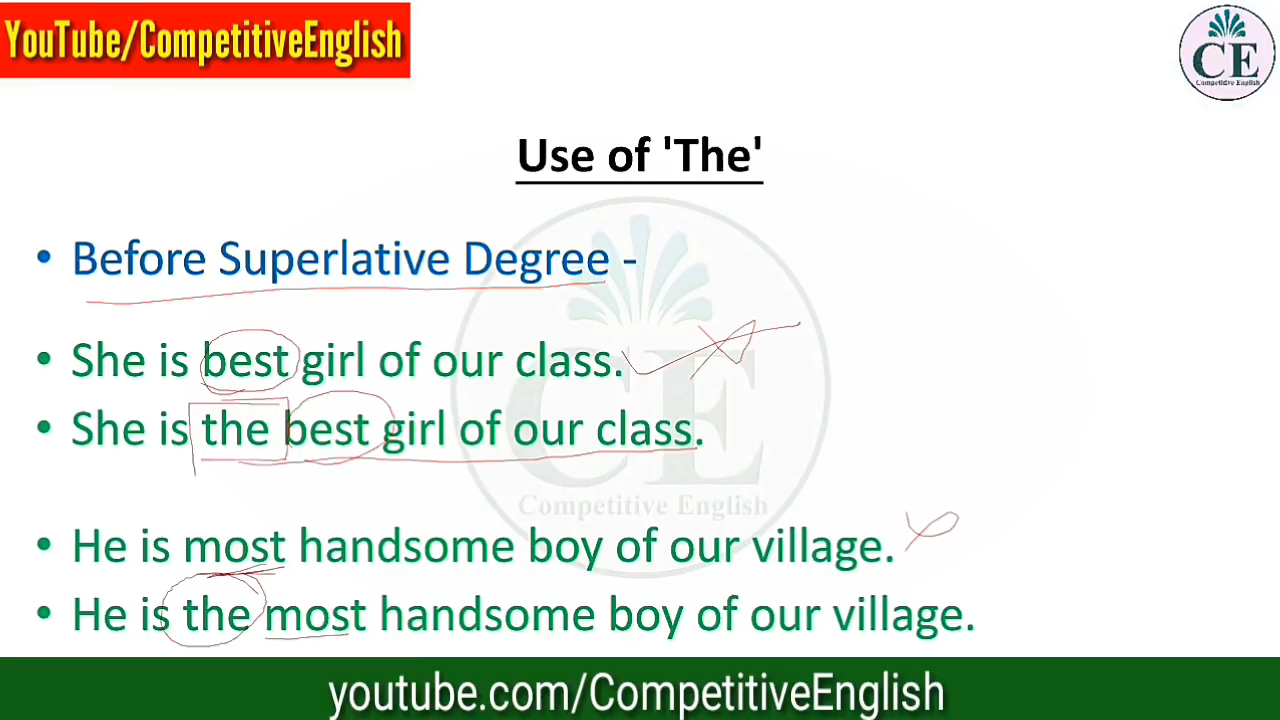 YouTube/CompetitiveEnglish
CE
Competitive English
Use of 'The'
• Before Superlative Degree -
• She is best girl of our class.
• She is the best girl of our class.
CE
Competitive English
• He is most handsome boy of our village.
• He is the most handsome boy of our village.
youtube.com/CompetitiveEnglish